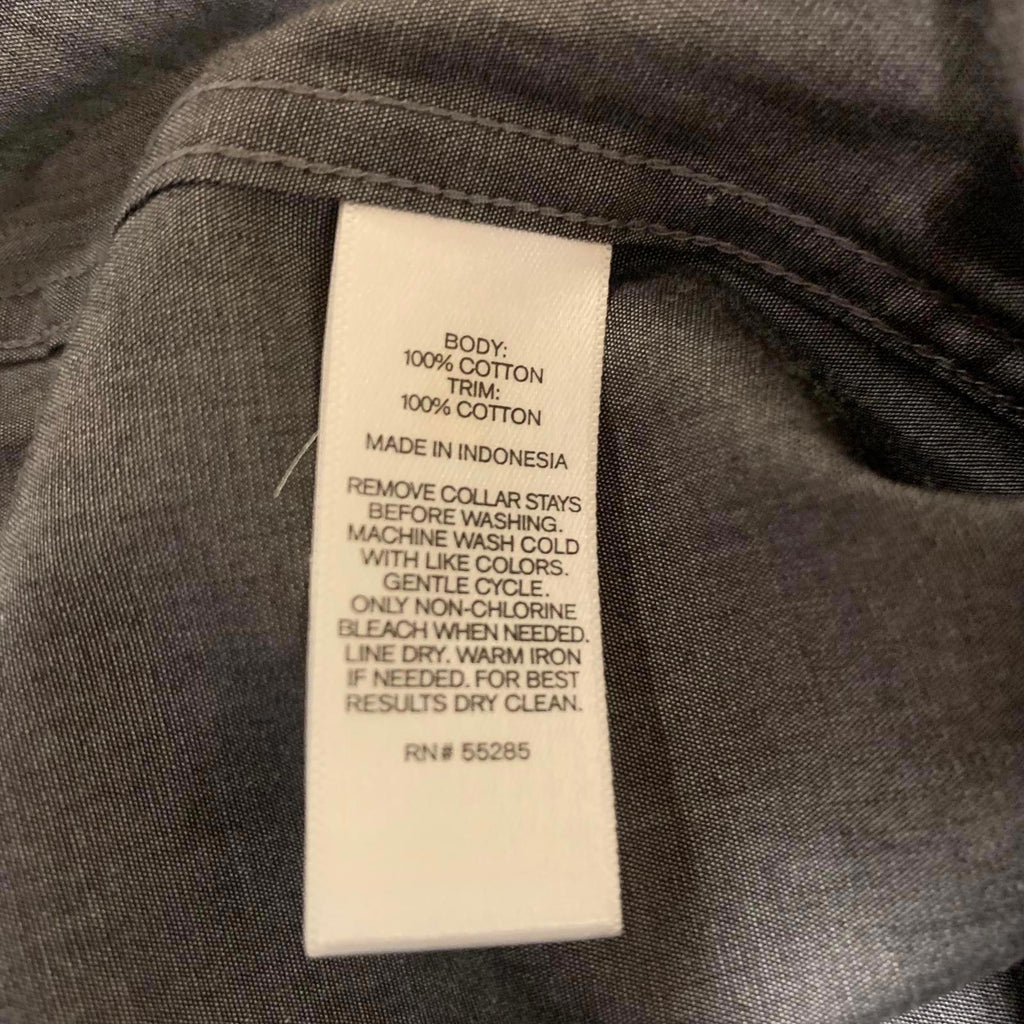 BODY:
100% COTTON
TRIM:
100% COTTON
MADE IN INDONESIA
REMOVE COLLAR STAYS
BEFORE WASHING.
MACHINE WASH COLD
WITH LIKE COLORS.
GENTLE CYCLE.
ONLY NON-CHLORINE
BLEACH WHEN NEEDED.
LINE DRY. WARM IRON
IF NEEDED. FOR BEST
RESULTS DRY CLEAN.
RN# 55285